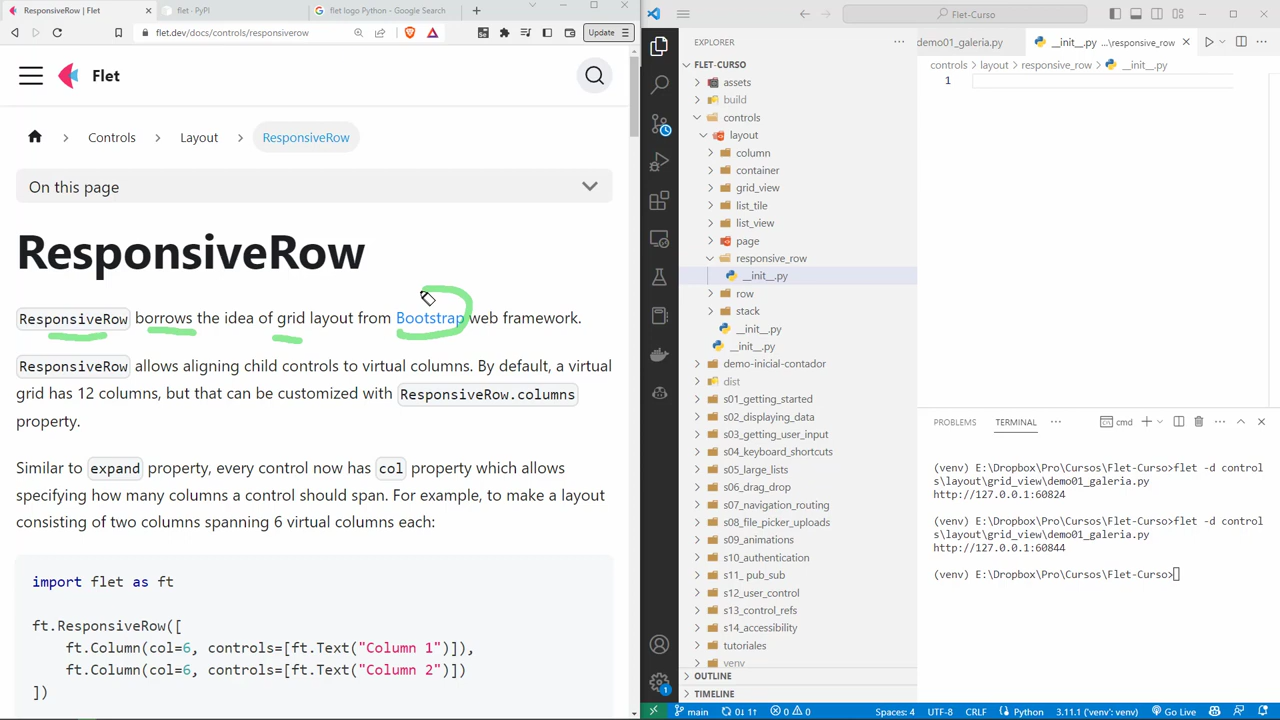 ResponsiveRow | Flet
flet · PyPI
flet logo Python - Google Search
flet.dev/docs/controls/responsiverow
Update
Flet
Controls
Layout
ResponsiveRow
On this page
ResponsiveRow
ResponsiveRow borrows the idea of grid layout from Bootstrap web framework.
ResponsiveRow allows aligning child controls to virtual columns. By default, a virtual
grid has 12 columns, but that can be customized with ResponsiveRow.columns
property.
Similar to expand property, every control now has col property which allows
specifying how many columns a control should span. For example, to make a layout
consisting of two columns spanning 6 virtual columns each:
import flet as ft
ft.ResponsiveRow([
ft.Column(col=6, controls=[ft.Text("Column 1")]),
ft.Column(col=6, controls=[ft.Text("Column 2")])
])
Flet-Curso
EXPLORER
FLET-CURSO
assets
build
controls
layout
column
container
grid_view
list_tile
list_view
page
responsive_row
__init__.py
row
stack
__init__.py
__init__.py
demo-inicial-contador
dist
s01_getting_started
s02_displaying_data
s03_getting_user_input
s04_keyboard_shortcuts
s05_large_lists
s06_drag_drop
s07_navigation_routing
s08_file_picker_uploads
s09_animations
s10_authentication
s11_ pub_sub
s12_user_control
s13_control_refs
s14_accessibility
tutoriales
venv
OUTLINE
TIMELINE
demo01_galeria.py
__init__.py ...\responsive_row
controls > layout > responsive_row > __init__.py
1
PROBLEMS
TERMINAL
cmd
(venv) E:\Dropbox\Pro\Cursos\Flet-Curso>flet -d control
s\layout\grid_view\demo01_galeria.py
http://127.0.0.1:60824
(venv) E:\Dropbox\Pro\Cursos\Flet-Curso>flet -d control
s\layout\grid_view\demo01_galeria.py
http://127.0.0.1:60844
(venv) E:\Dropbox\Pro\Cursos\Flet-Curso>
main
0↓ 1↑
0
0
Spaces: 4
UTF-8
CRLF
Python
3.11.1 ('venv': venv)
Go Live